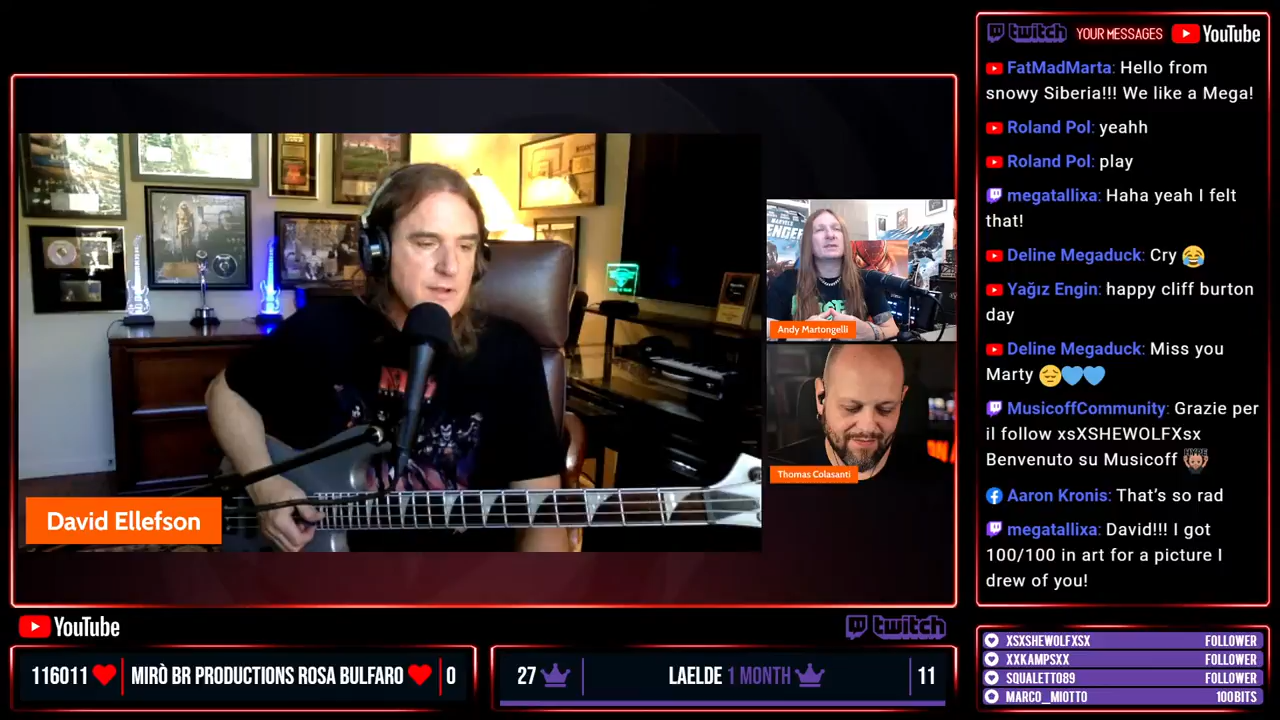 twitch YOUR MESSAGES YouTube
FatMadMarta: Hello from
snowy Siberia!!! We like a Mega!
Roland Pol: yeahh
Roland Pol: play
megatallixa: Haha yeah I felt
that!
Deline Megaduck: Cry 😂
Yağız Engin: happy cliff burton
day
Deline Megaduck: Miss you
Marty 😔💙💙
MusicoffCommunity: Grazie per
il follow xsXSHEWOLFXsx
Benvenuto su Musicoff
Aaron Kronis: That's so rad
megatallixa: David!!! I got
100/100 in art for a picture I
drew of you!
Andy Martongelli
Thomas Colasanti
David Ellefson
YouTube
twitch
116011 ❤ MIRÒ BR PRODUCTIONS ROSA BULFARO ❤ 0
27 LAELDE 1 MONTH 11
XSXSHEWOLFXSX FOLLOWER
XXKAMPSXX FOLLOWER
SQUALETTO89 FOLLOWER
MARCO_MIOTTO 100BITS